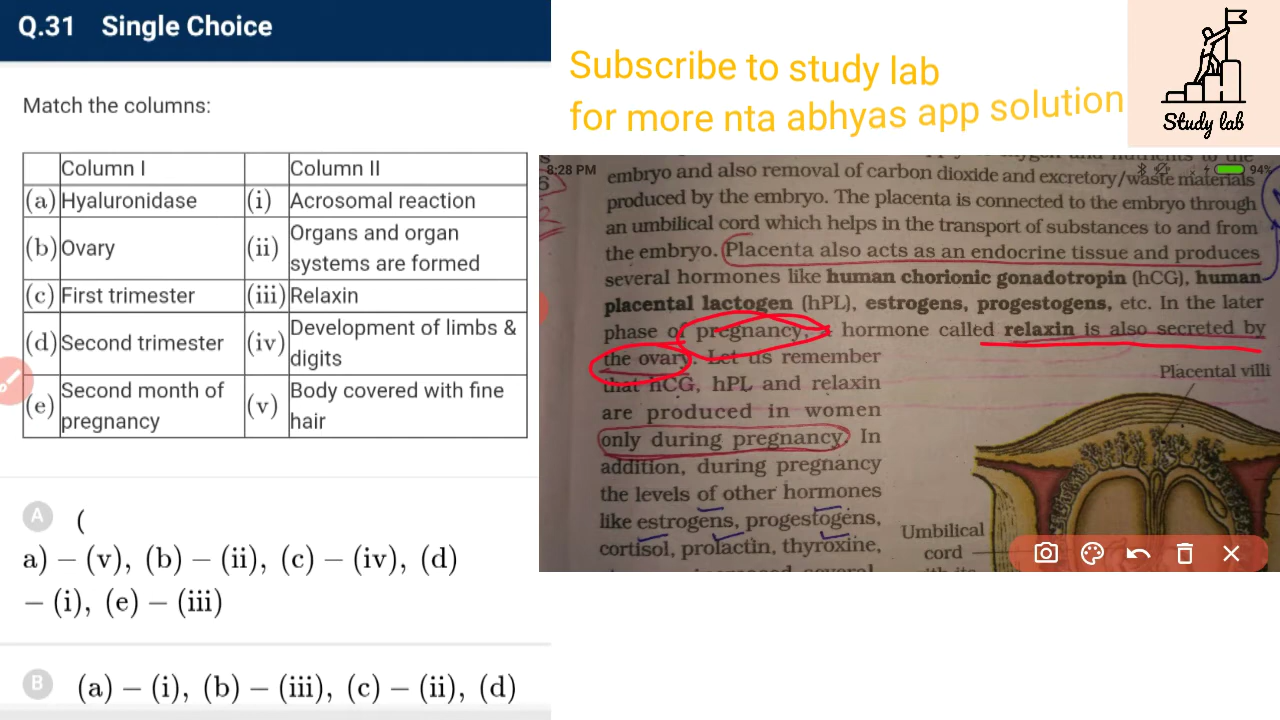 Q.31 Single Choice
Match the columns:
Column I Column II
(a) Hyaluronidase (i) Acrosomal reaction
(b) Ovary (ii) Organs and organ systems are formed
(c) First trimester (iii) Relaxin
(d) Second trimester (iv) Development of limbs & digits
(e) Second month of pregnancy (v) Body covered with fine hair
A (
a) – (v), (b) – (ii), (c) – (iv), (d)
– (i), (e) – (iii)
B (a) – (i), (b) – (iii), (c) – (ii), (d)
Subscribe to study lab
for more nta abhyas app solution
Study lab
8:28 PM
94%
embryo and also removal of carbon dioxide and excretory/waste materials
produced by the embryo. The placenta is connected to the embryo through
an umbilical cord which helps in the transport of substances to and from
the embryo. Placenta also acts as an endocrine tissue and produces
several hormones like human chorionic gonadotropin (hCG), human
placental lactogen (hPL), estrogens, progestogens, etc. In the later
phase of pregnancy, a hormone called relaxin is also secreted by
the ovary. Let us remember
that hCG, hPL and relaxin
are produced in women
only during pregnancy. In
addition, during pregnancy
the levels of other hormones
like estrogens, progestogens,
cortisol, prolactin, thyroxine,
Placental villi
Umbilical
cord